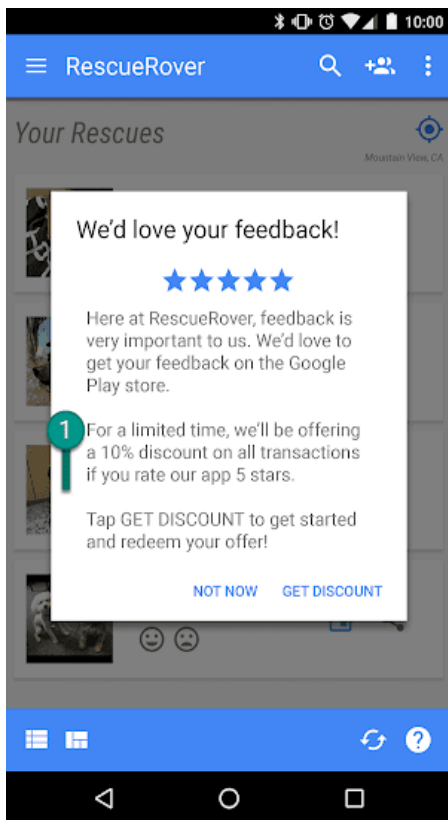 10:00
RescueRover
Your Rescues
Mountain View, CA
We'd love your feedback!
Here at RescueRover, feedback is
very important to us. We'd love to
get your feedback on the Google
Play store.
1
For a limited time, we'll be offering
a 10% discount on all transactions
if you rate our app 5 stars.
Tap GET DISCOUNT to get started
and redeem your offer!
NOT NOW GET DISCOUNT